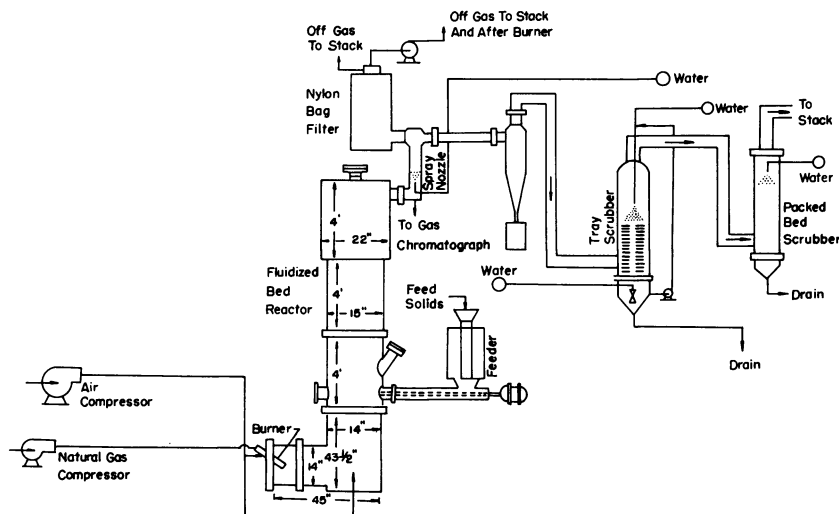 Off Gas
To Stack
Off Gas To Stack
And After Burner
Nylon
Bag
Filter
Water
Water
To
Stack
Water
Spray
Nozzle
Tray
Scrubber
Packed
Bed
Scrubber
4'
22"
To Gas
Chromatograph
Fluidized
Bed
Reactor
4'
15"
Water
Feed
Solids
Drain
Drain
4'
Feeder
Air
Compressor
14"
Burner
43-1/2"
14"
Natural Gas
Compressor
45"